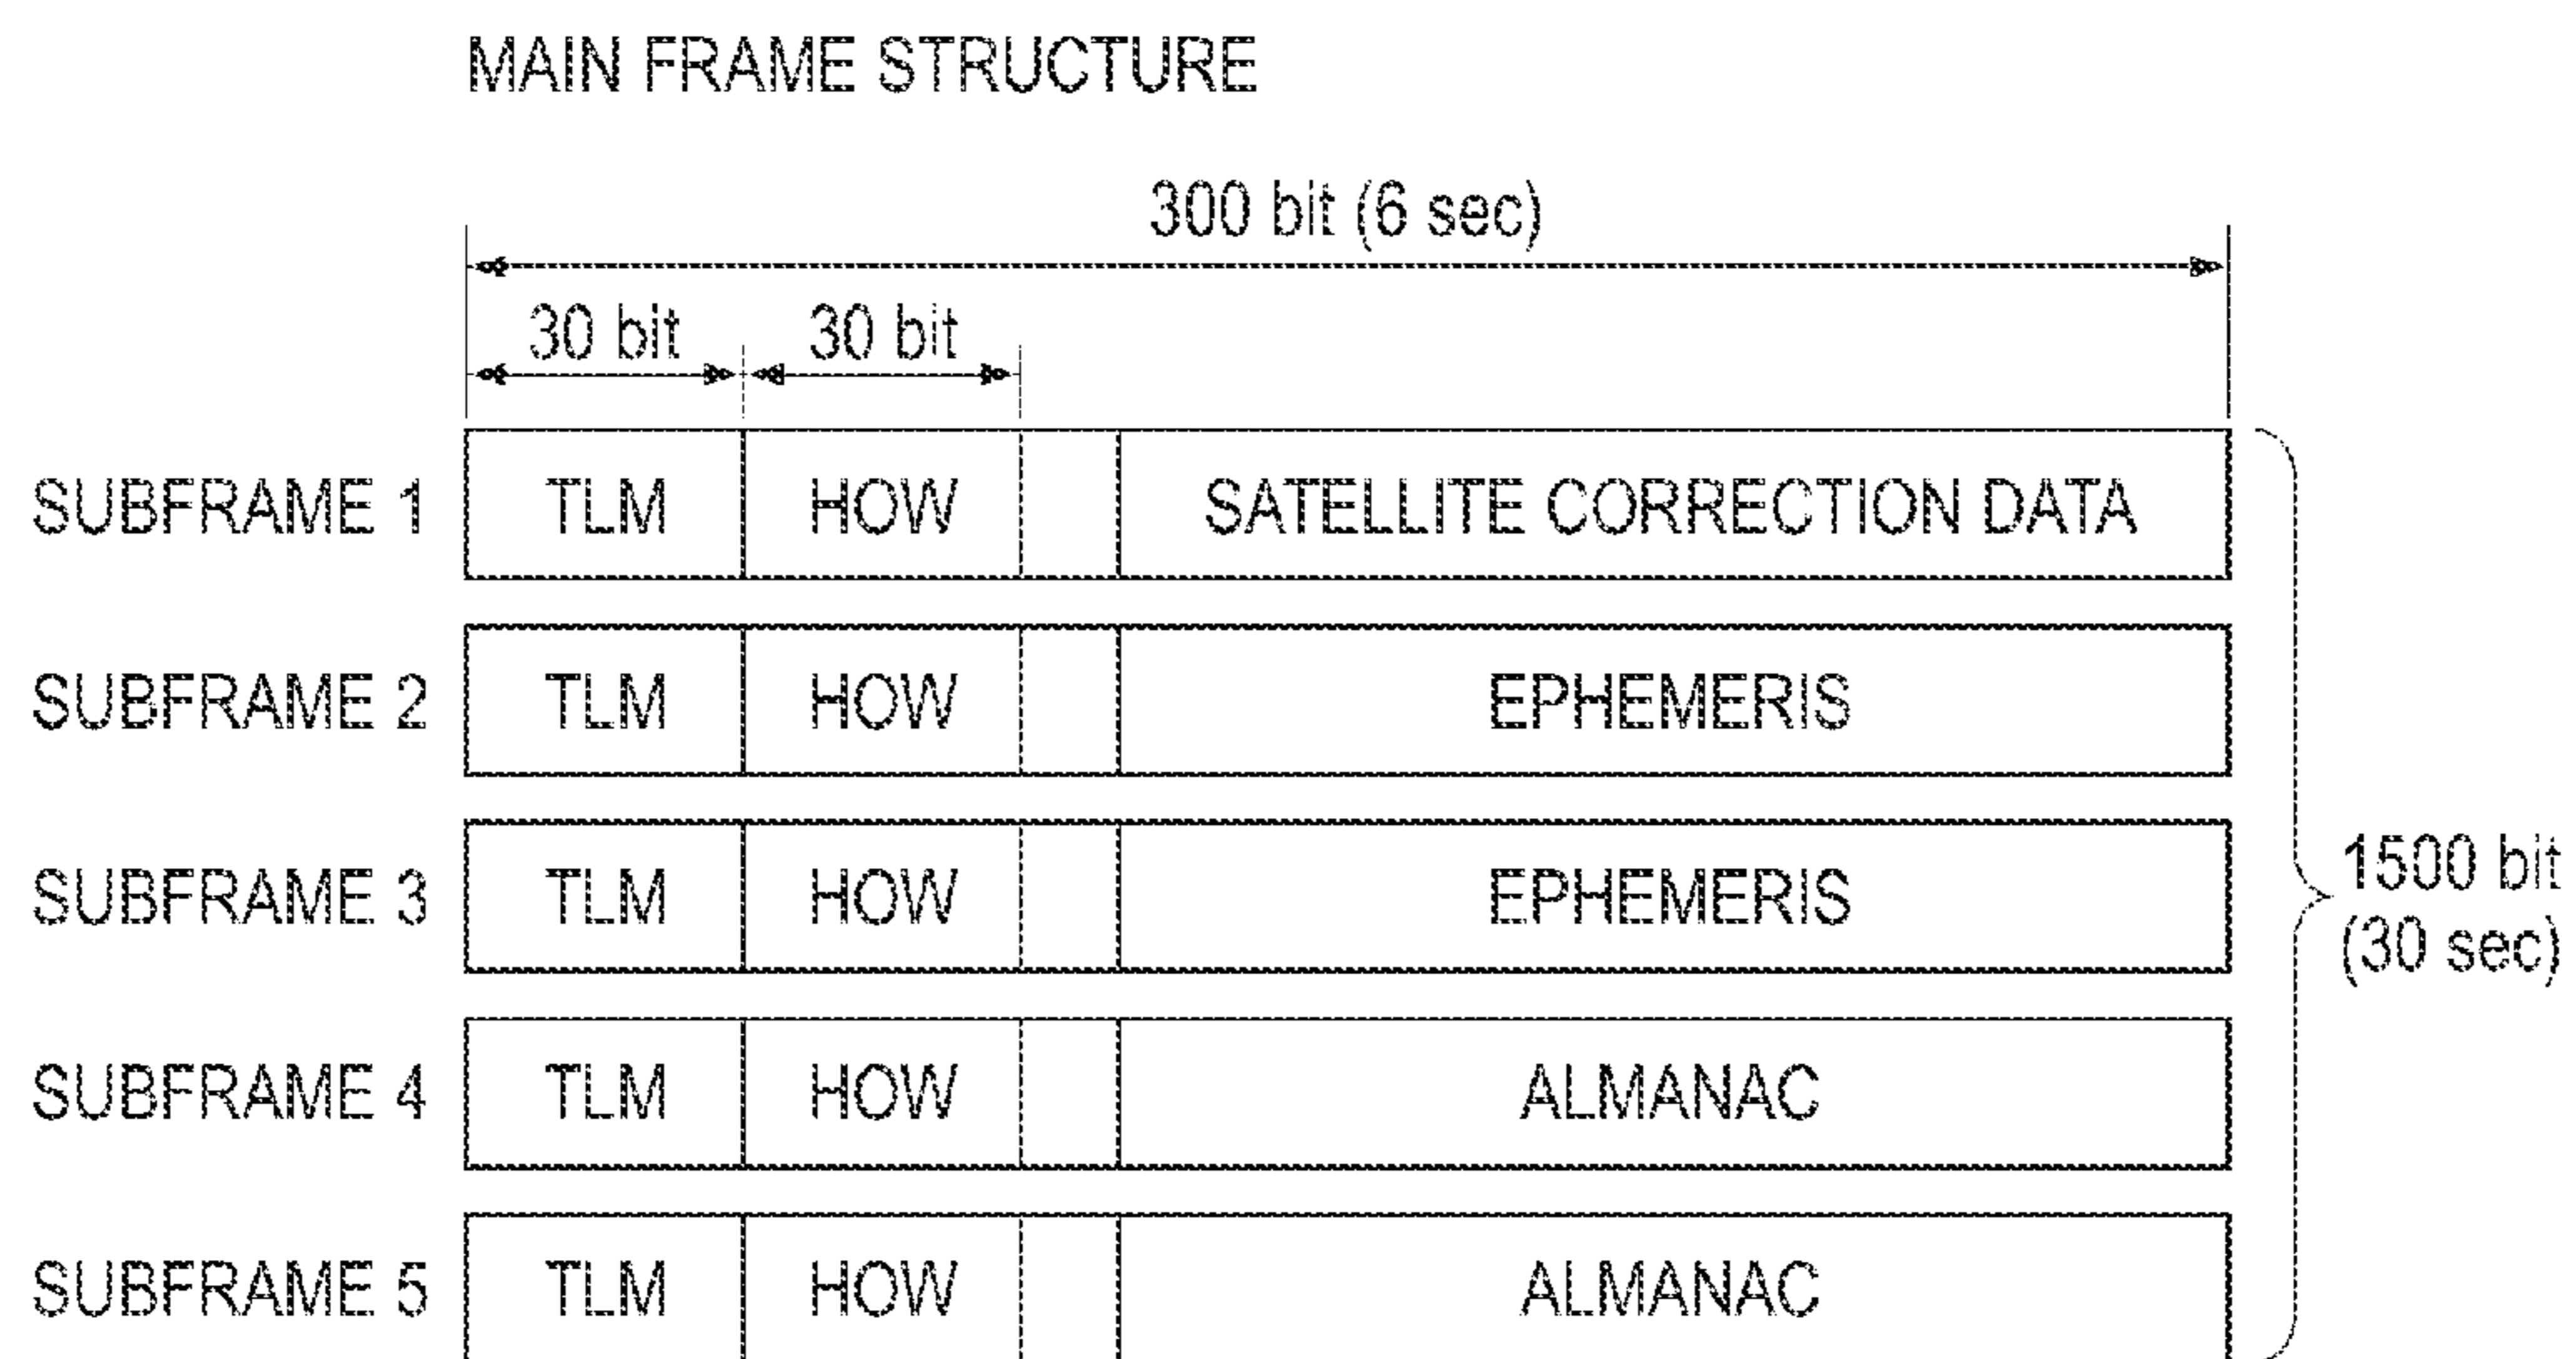 MAIN FRAME STRUCTURE
300 bit (6 sec)
30 bit 30 bit
SUBFRAME 1 TLM HOW SATELLITE CORRECTION DATA
SUBFRAME 2 TLM HOW EPHEMERIS
SUBFRAME 3 TLM HOW EPHEMERIS
1500 bit
(30 sec)
SUBFRAME 4 TLM HOW ALMANAC
SUBFRAME 5 TLM HOW ALMANAC